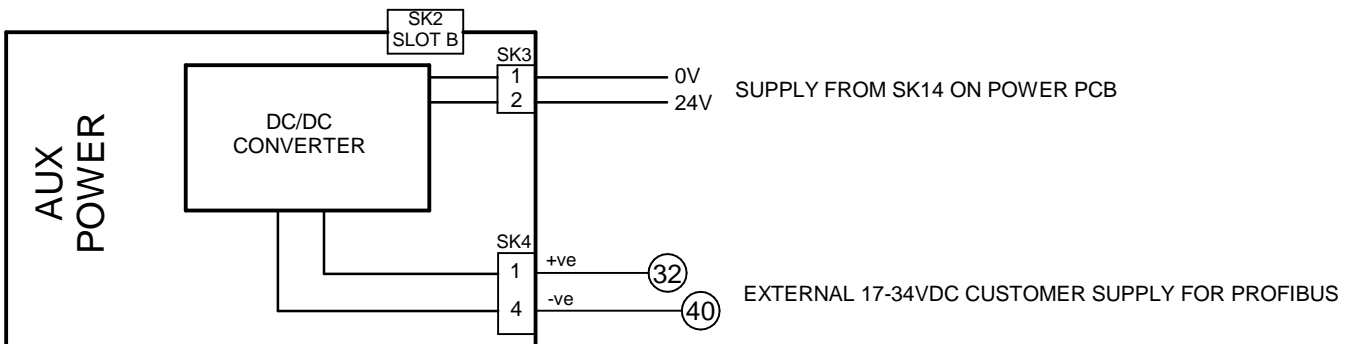 SK2
SLOT B
SK3
1
0V
2
24V
SUPPLY FROM SK14 ON POWER PCB
DC/DC
CONVERTER
AUX
POWER
SK4
1
+ve
32
4
-ve
40
EXTERNAL 17-34VDC CUSTOMER SUPPLY FOR PROFIBUS